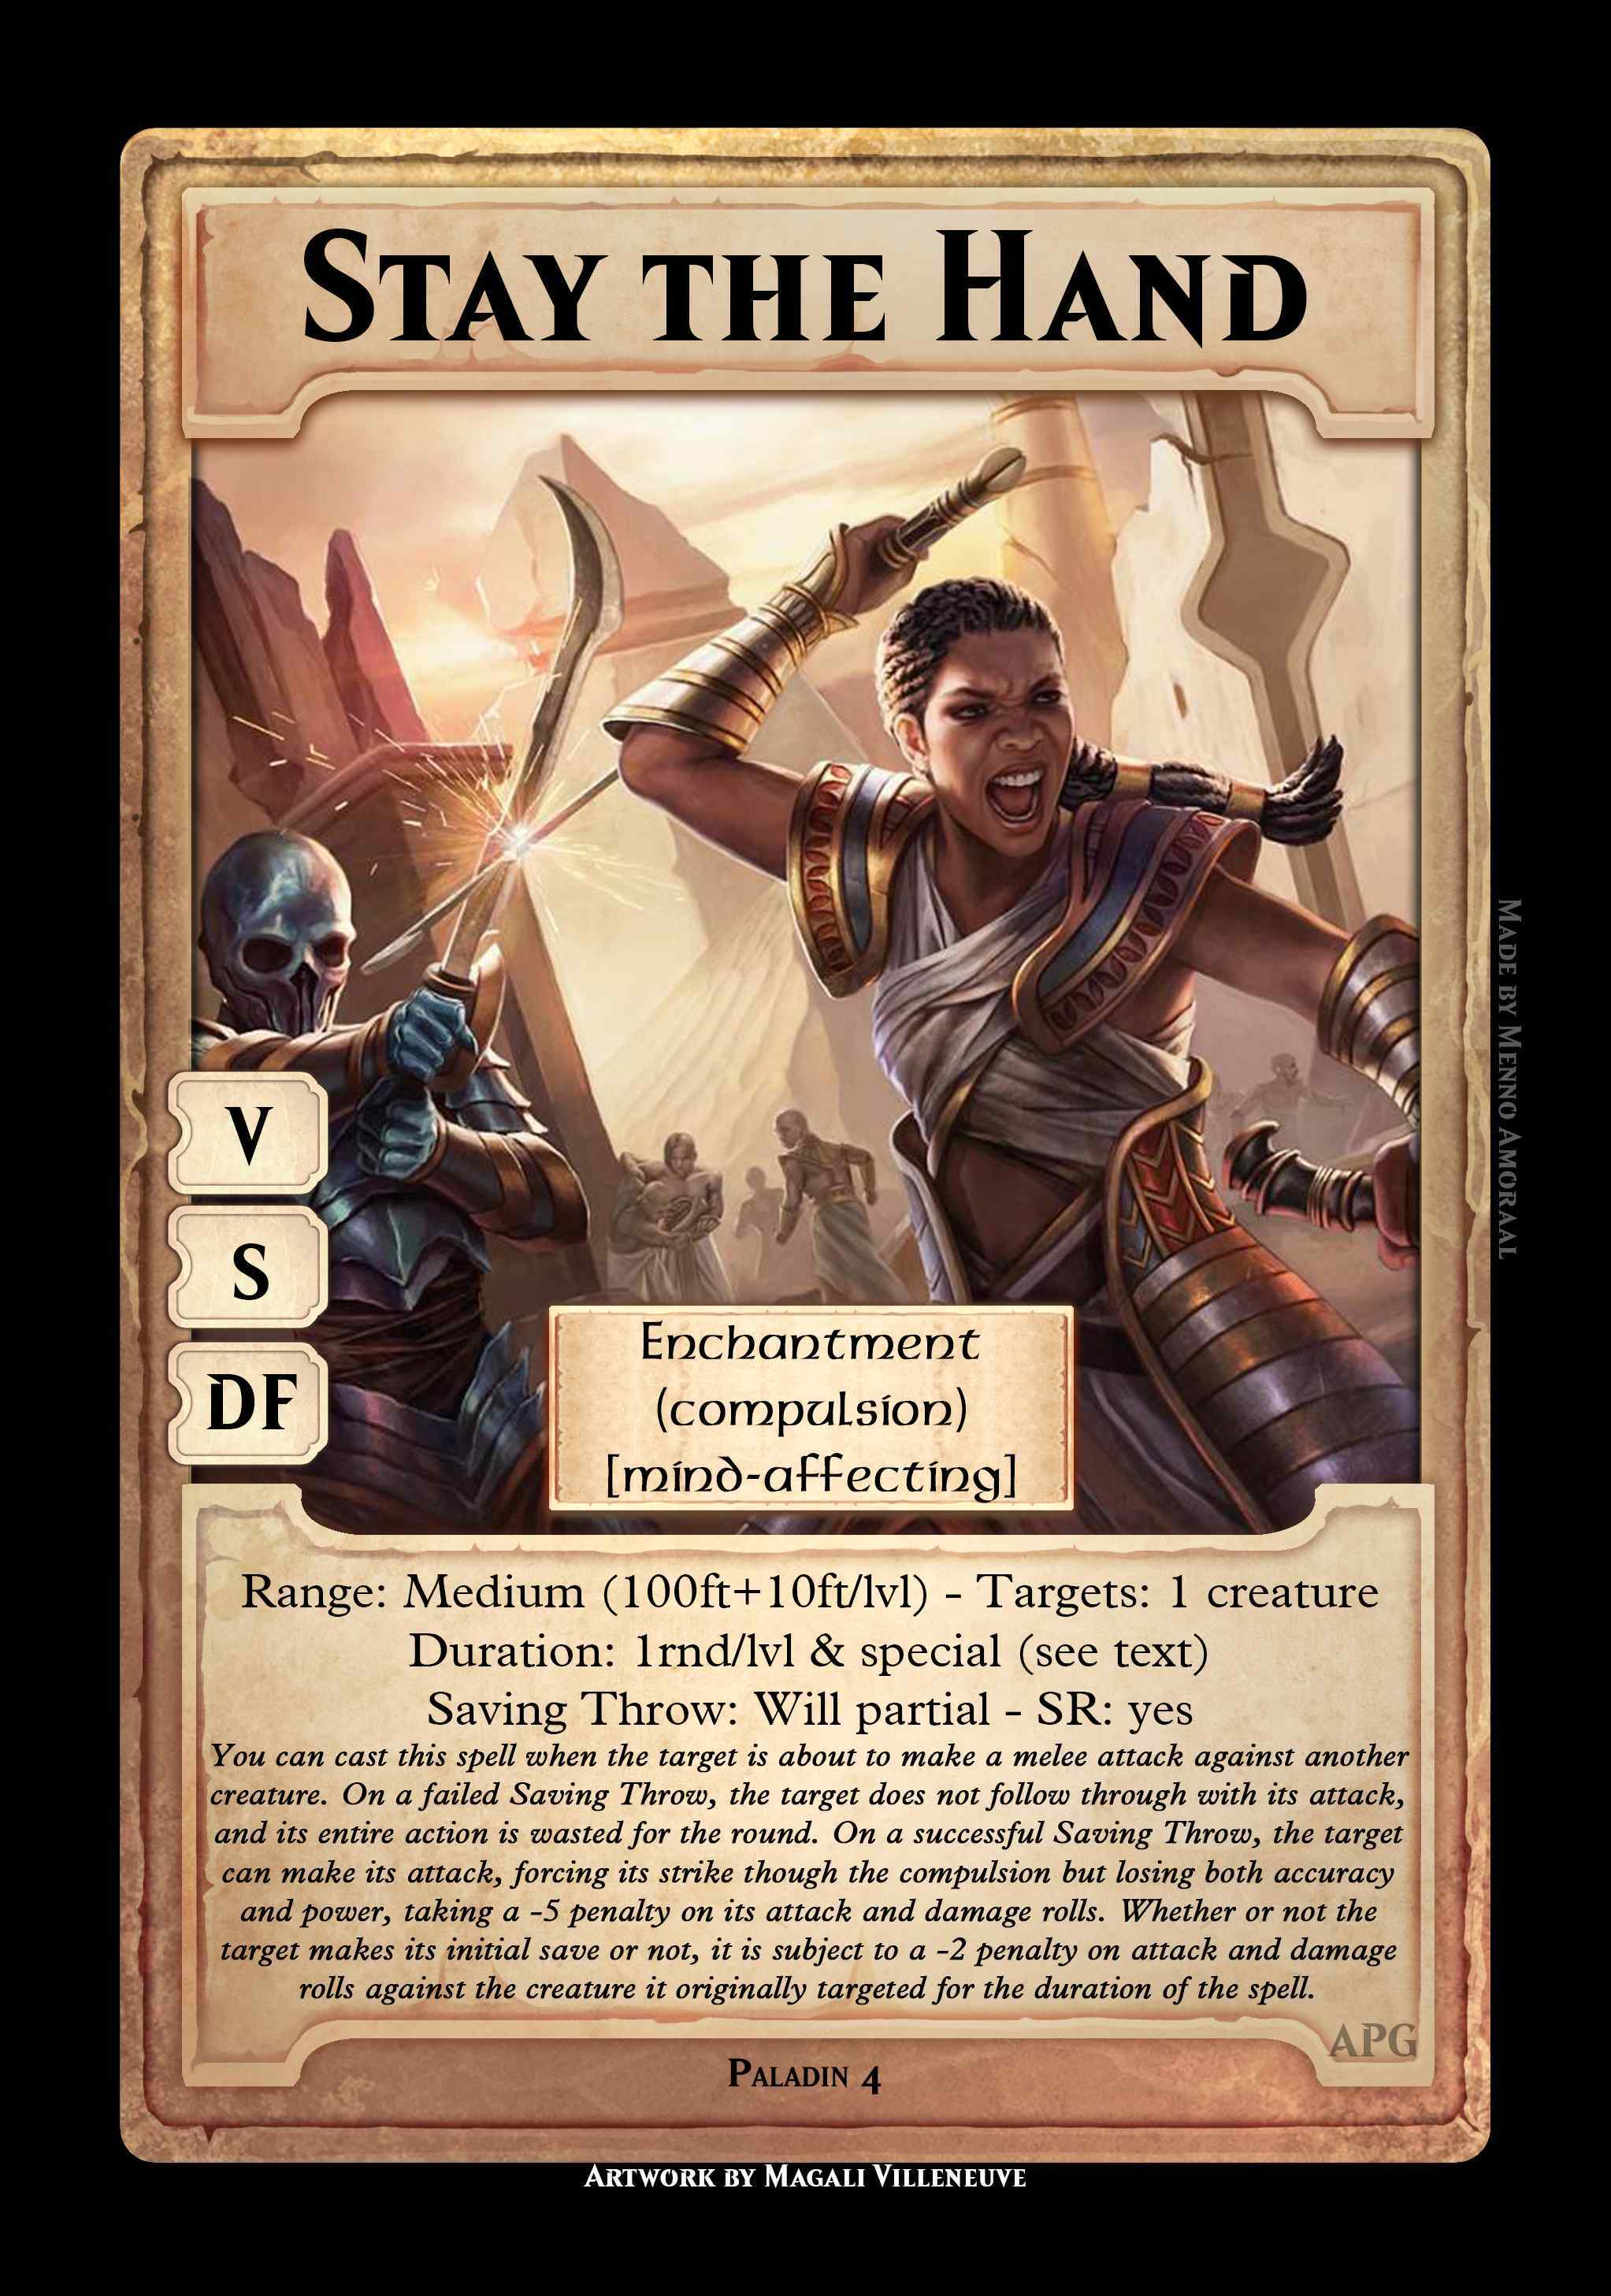 Stay the Hand
V
S
DF
Enchantment
(compulsion)
[mind-affecting]
Range: Medium (100ft+10ft/lvl) - Targets: 1 creature
Duration: 1rnd/lvl & special (see text)
Saving Throw: Will partial - SR: yes
You can cast this spell when the target is about to make a melee attack against another
creature. On a failed Saving Throw, the target does not follow through with its attack,
and its entire action is wasted for the round. On a successful Saving Throw, the target
can make its attack, forcing its strike though the compulsion but losing both accuracy
and power, taking a -5 penalty on its attack and damage rolls. Whether or not the
target makes its initial save or not, it is subject to a -2 penalty on attack and damage
rolls against the creature it originally targeted for the duration of the spell.
APG
Paladin 4
Artwork by Magali Villeneuve
Made by Menno Amoraal